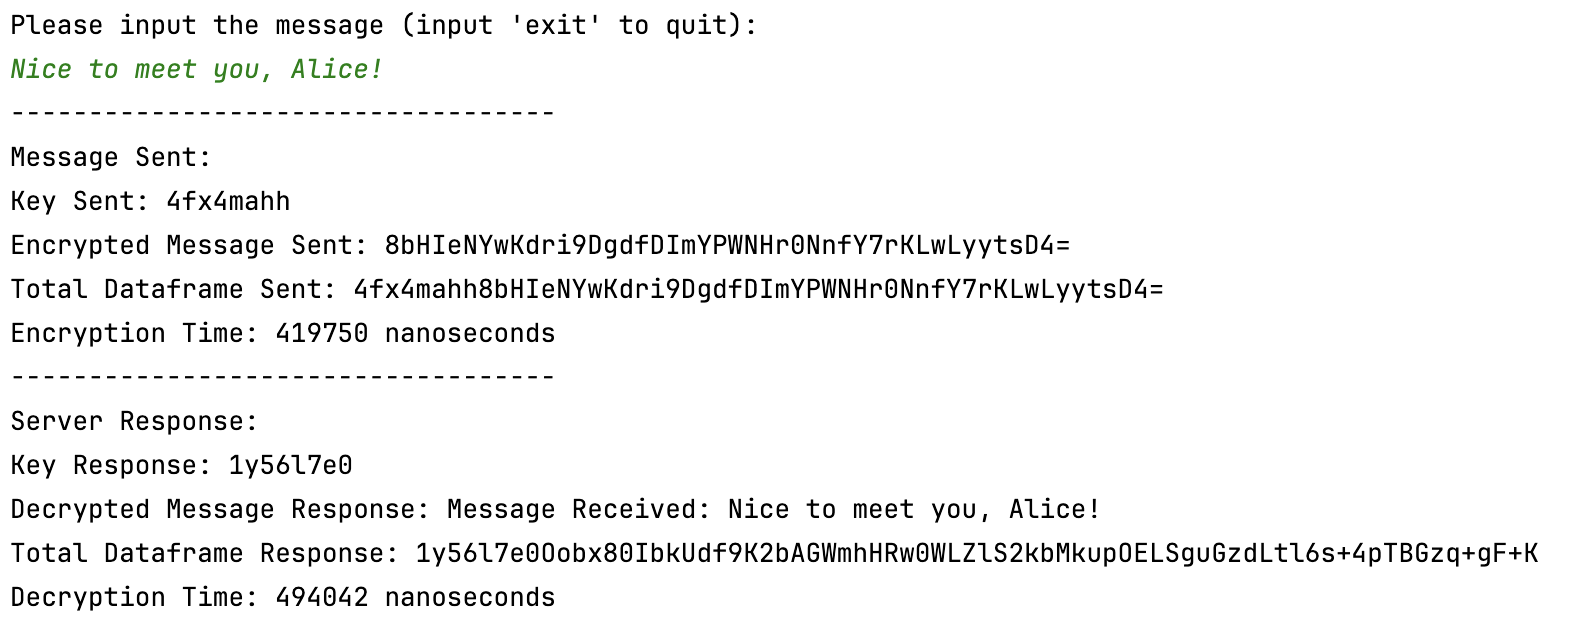 Please input the message (input 'exit' to quit):
Nice to meet you, Alice!
-----------------------------------
Message Sent:
Key Sent: 4fx4mahh
Encrypted Message Sent: 8bHIeNYwKdri9DgdfDImYPWNHr0NnfY7rKLwLyytsD4=
Total Dataframe Sent: 4fx4mahh8bHIeNYwKdri9DgdfDImYPWNHr0NnfY7rKLwLyytsD4=
Encryption Time: 419750 nanoseconds
-----------------------------------
Server Response:
Key Response: 1y56l7e0
Decrypted Message Response: Message Received: Nice to meet you, Alice!
Total Dataframe Response: 1y56l7e0Oobx80IbkUdf9K2bAGWmhHRw0WLZlS2kbMkupOELSguGzdLtl6s+4pTBGzq+gF+K
Decryption Time: 494042 nanoseconds